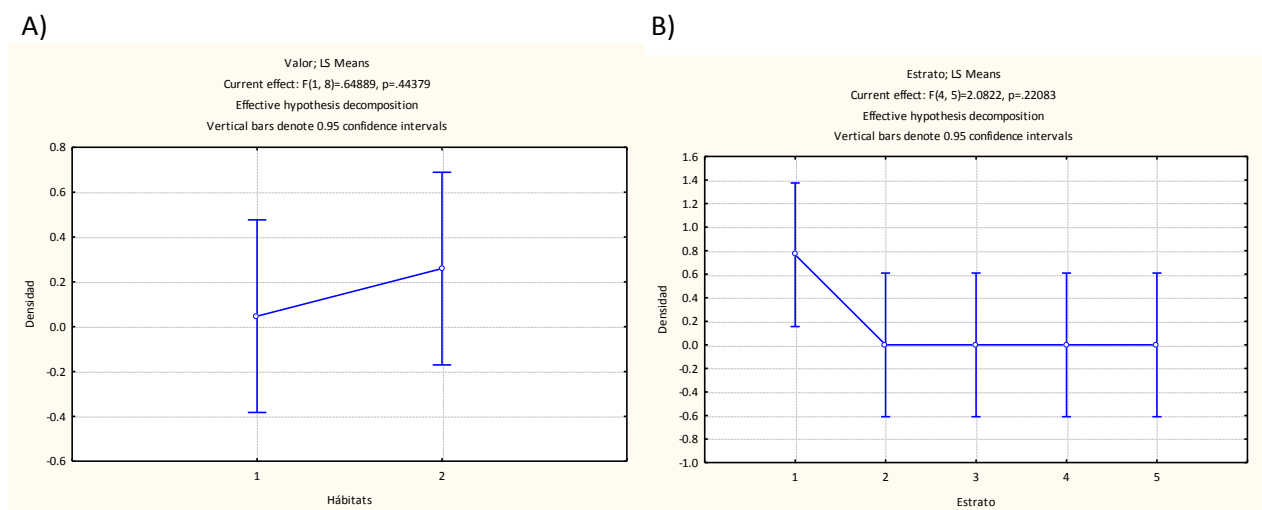 A)
Valor; LS Means
Current effect: F(1, 8)=.64889, p=.44379
Effective hypothesis decomposition
Vertical bars denote 0.95 confidence intervals
0.8
0.6
0.4
0.2
0.0
-0.2
-0.4
-0.6
Densidad
1 2
Hábitats
B)
Estrato; LS Means
Current effect: F(4, 5)=2.0822, p=.22083
Effective hypothesis decomposition
Vertical bars denote 0.95 confidence intervals
1.6
1.4
1.2
1.0
0.8
0.6
0.4
0.2
0.0
-0.2
-0.4
-0.6
-0.8
-1.0
Densidad
1 2 3 4 5
Estrato